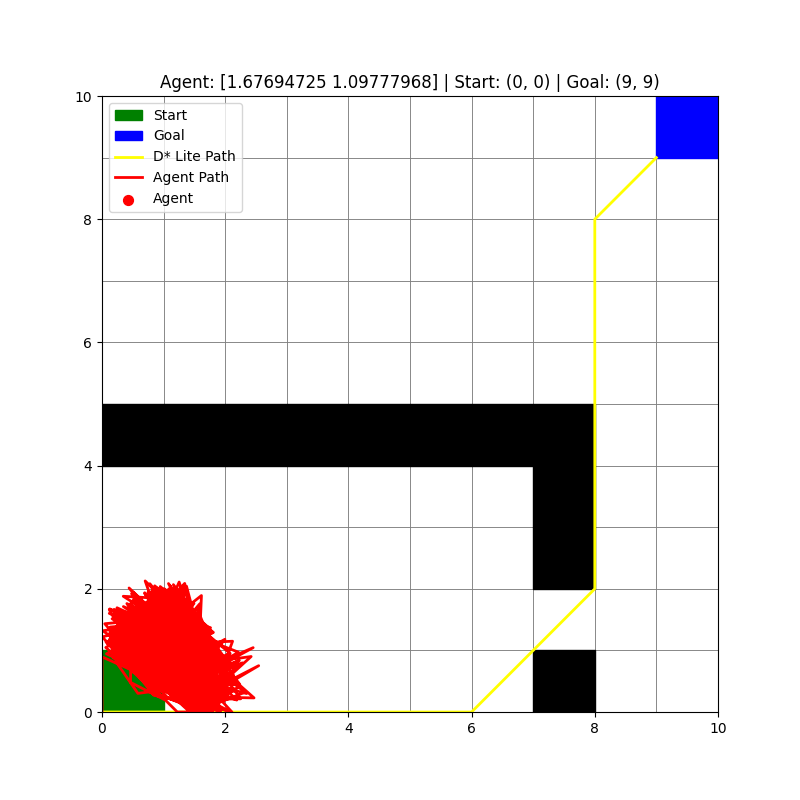 Agent: [1.67694725 1.09777968] | Start: (0, 0) | Goal: (9, 9)
10
Start
Goal
D* Lite Path
Agent Path
Agent
8
6
4
2
0
0 2 4 6 8 10